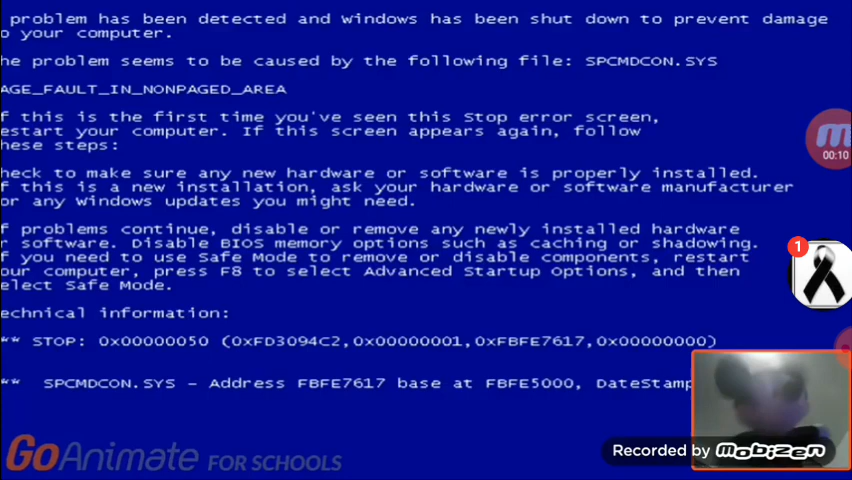 problem has been detected and Windows has been shut down to prevent damage
o your computer.
he problem seems to be caused by the following file: SPCMDCON.SYS
AGE_FAULT_IN_NONPAGED_AREA
f this is the first time you've seen this Stop error screen,
estart your computer. If this screen appears again, follow
hese steps:
heck to make sure any new hardware or software is properly installed.
f this is a new installation, ask your hardware or software manufacturer
or any Windows updates you might need.
f problems continue, disable or remove any newly installed hardware
r software. Disable BIOS memory options such as caching or shadowing.
f you need to use Safe Mode to remove or disable components, restart
our computer, press F8 to select Advanced Startup Options, and then
elect Safe Mode.
echnical information:
** STOP: 0x00000050 (0xFD3094C2,0x00000001,0xFBFE7617,0x00000000)
** SPCMDCON.SYS - Address FBFE7617 base at FBFE5000, DateStamp
00:10
1
GoAnimate FOR SCHOOLS
Recorded by Mobizen